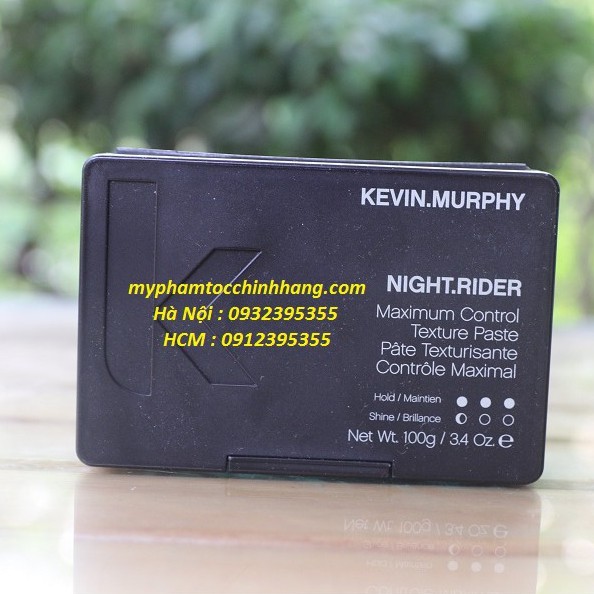 KEVIN.MURPHY
NIGHT.RIDER
Maximum Control
Texture Paste
Pâte Texturisante
Contrôle Maximal
Hold / Maintien
Shine / Brillance
Net Wt. 100g / 3.4 Oz. ℮
myphamtocchinhhang.com
Hà Nội : 0932395355
HCM : 0912395355